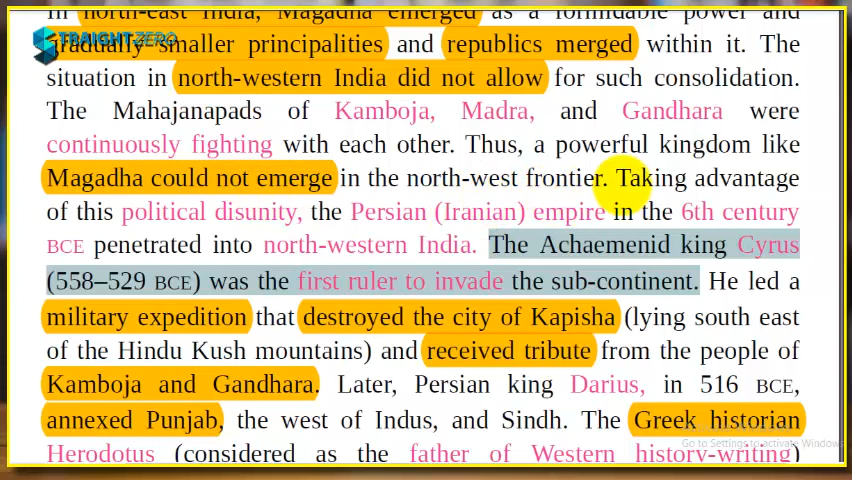 In north-east India, Magadha emerged as a formidable power and
TRAIGHTZERO
gradually smaller principalities and republics merged within it. The
situation in north-western India did not allow for such consolidation.
The Mahajanapads of Kamboja, Madra, and Gandhara were
continuously fighting with each other. Thus, a powerful kingdom like
Magadha could not emerge in the north-west frontier. Taking advantage
of this political disunity, the Persian (Iranian) empire in the 6th century
BCE penetrated into north-western India. The Achaemenid king Cyrus
(558–529 BCE) was the first ruler to invade the sub-continent. He led a
military expedition that destroyed the city of Kapisha (lying south east
of the Hindu Kush mountains) and received tribute from the people of
Kamboja and Gandhara. Later, Persian king Darius, in 516 BCE,
annexed Punjab, the west of Indus, and Sindh. The Greek historian
Go to Settings to activate Windows.
Herodotus (considered as the father of Western history-writing)